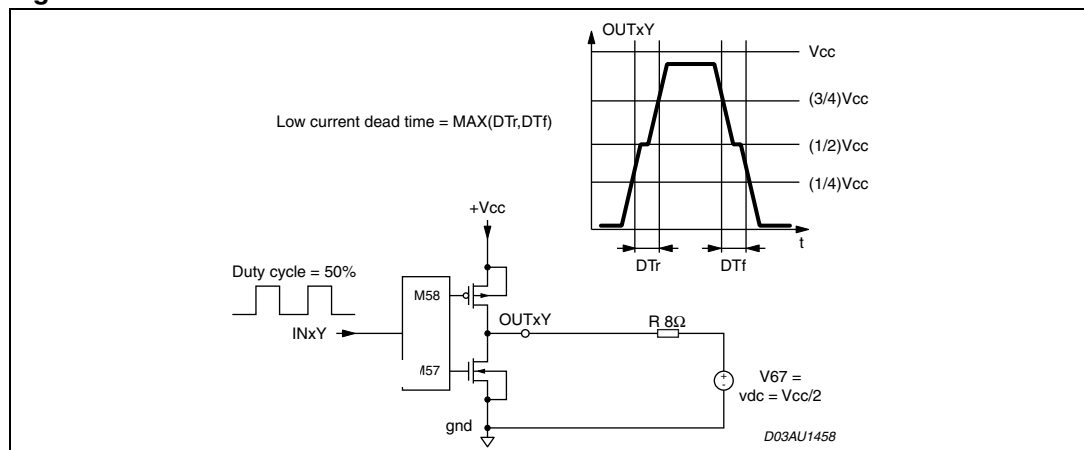 OUTxY
Vcc
(3/4)Vcc
Low current dead time = MAX(DTr,DTf)
(1/2)Vcc
(1/4)Vcc
+Vcc
t
DTr
DTf
Duty cycle = 50%
M58
OUTxY
R 8Ω
INxY
M57
V67 =
vdc = Vcc/2
gnd
D03AU1458